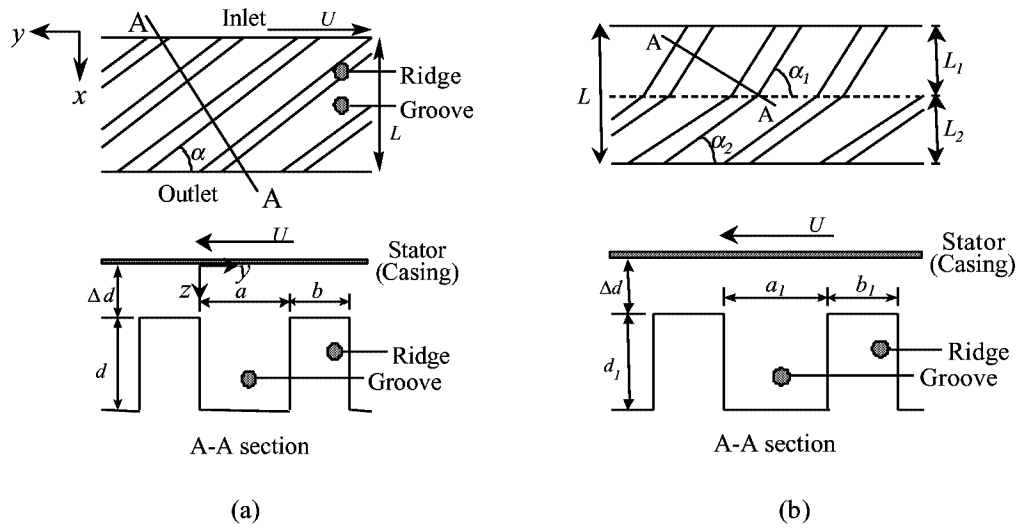 Inlet
U
A
y
x
Ridge
Groove
L
α
Outlet
A
U
Stator
(Casing)
y
z
a
b
Δd
d
Ridge
Groove
A-A section
(a)
A
α₁
A
L
L₁
L₂
α₂
U
Stator
(Casing)
Δd
a₁
b₁
d₁
Ridge
Groove
A-A section
(b)